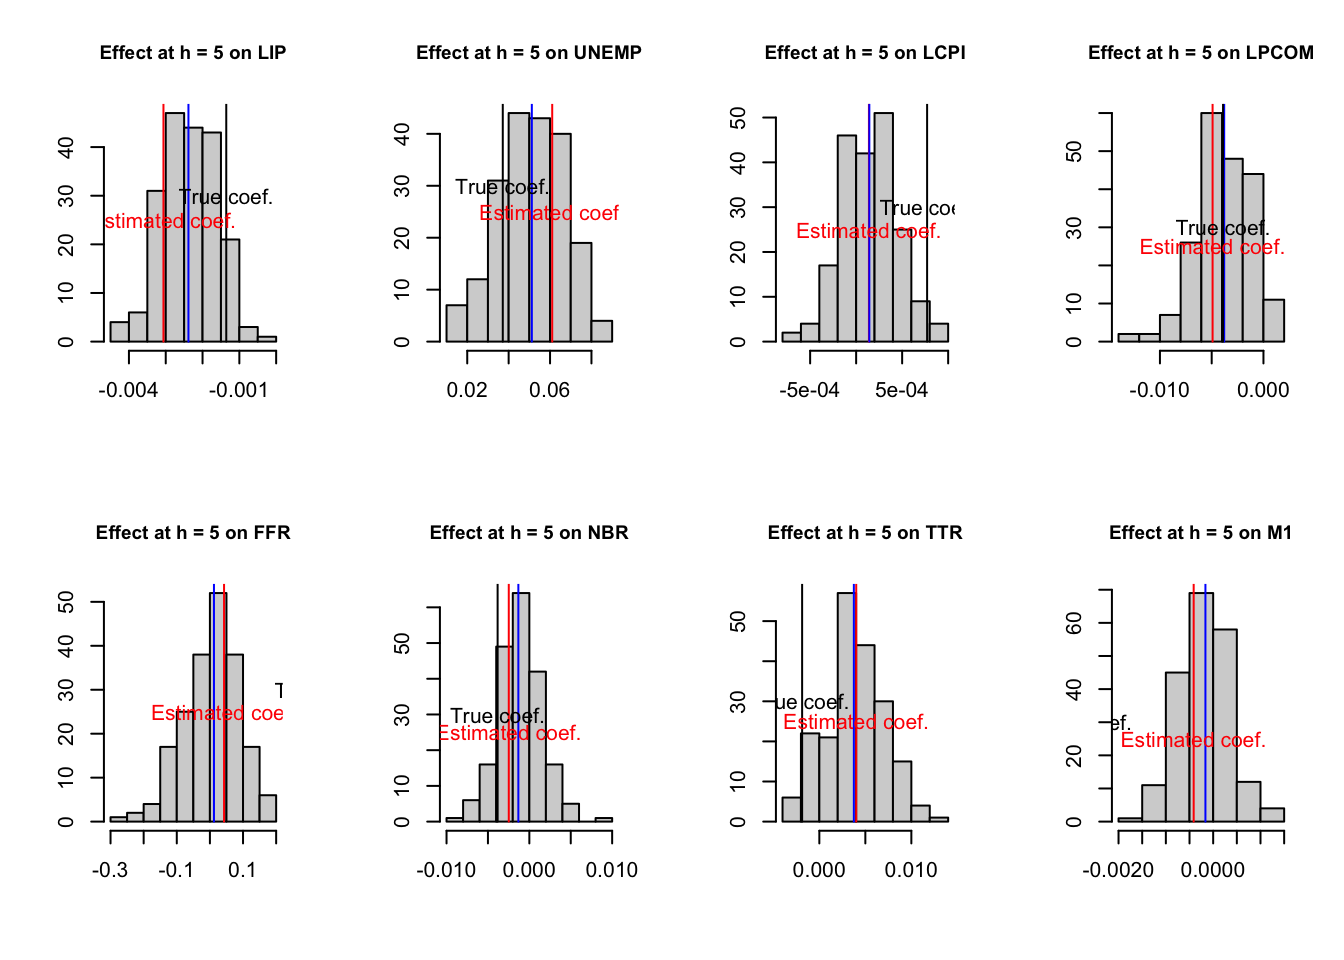 Effect at h = 5 on LIP
40
30
20
10
0
True coef.
stimated coef.
-0.004 -0.001
Effect at h = 5 on UNEMP
40
30
20
10
0
True coef.
Estimated coef
0.02 0.06
Effect at h = 5 on LCPI
50
40
30
20
10
0
True coe
Estimated coef.
-5e-04 5e-04
Effect at h = 5 on LPCOM
50
30
10
0
True coef.
Estimated coef.
-0.010 0.000
Effect at h = 5 on FFR
50
40
30
20
10
0
T
Estimated coe
-0.3 -0.1 0.1
Effect at h = 5 on NBR
50
30
10
0
True coef.
Estimated coef.
-0.010 0.000 0.010
Effect at h = 5 on TTR
50
30
10
0
ue coef.
Estimated coef.
0.000 0.010
Effect at h = 5 on M1
60
40
20
0
ef.
Estimated coef.
-0.0020 0.0000